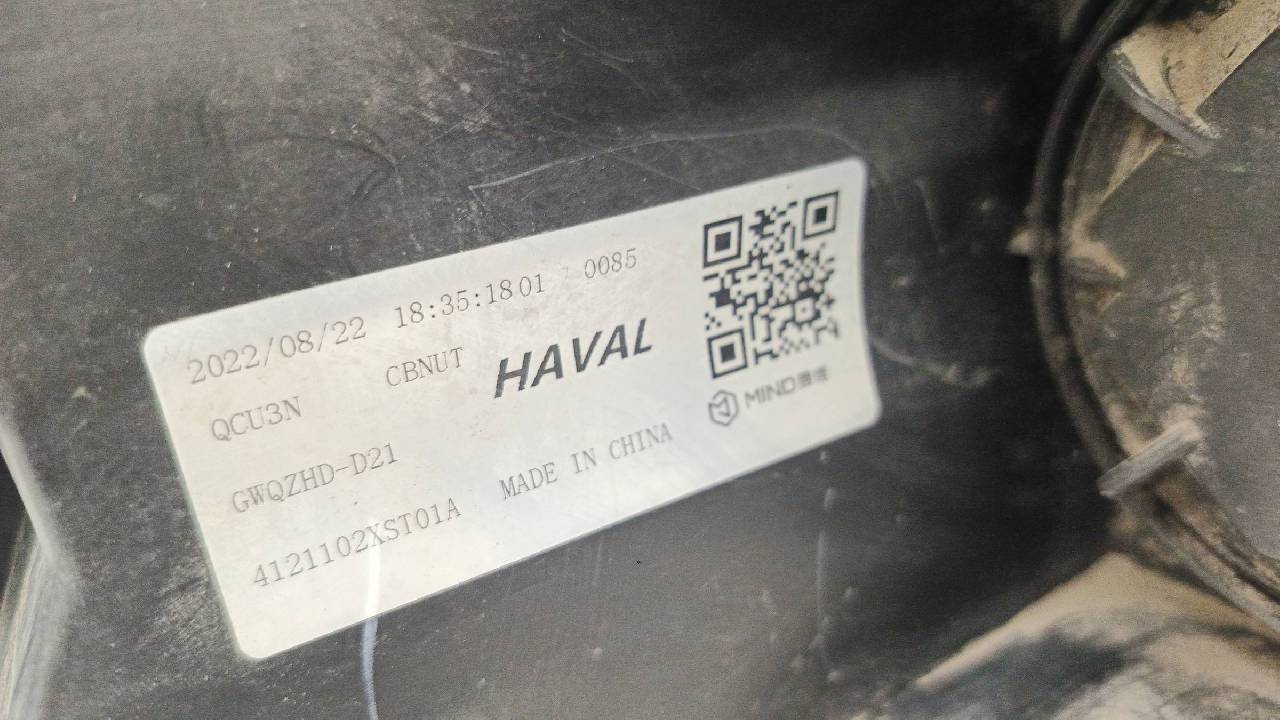 2022/08/22 18:35:18 01 0085
CBNUT HAVAL
QCU3N
GWQZHD-D21
4121102XST01A MADE IN CHINA
MIND